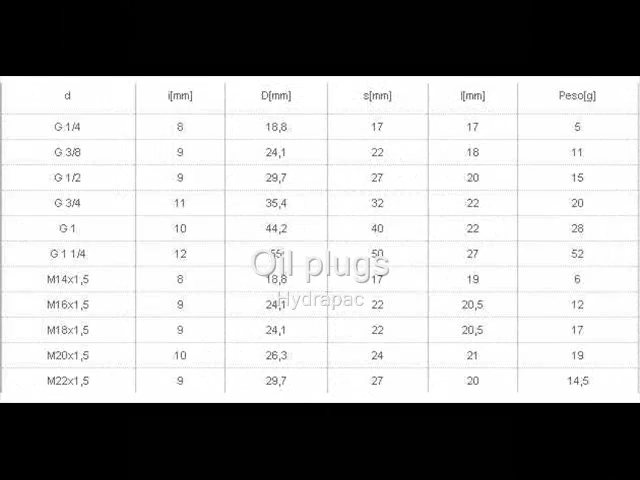 d i[mm] D[mm] s[mm] l[mm] Peso[g]
G 1/4 8 18,8 17 17 5
G 3/8 9 24,1 22 18 11
G 1/2 9 29,7 27 20 15
G 3/4 11 35,4 32 22 20
G 1 10 44,2 40 22 28
G 1 1/4 12 55 50 27 52
Oil plugs
M14x1,5 8 18,8 17 19 6
Hydrapac
M16x1,5 9 24,1 22 20,5 12
M18x1,5 9 24,1 22 20,5 17
M20x1,5 10 26,3 24 21 19
M22x1,5 9 29,7 27 20 14,5